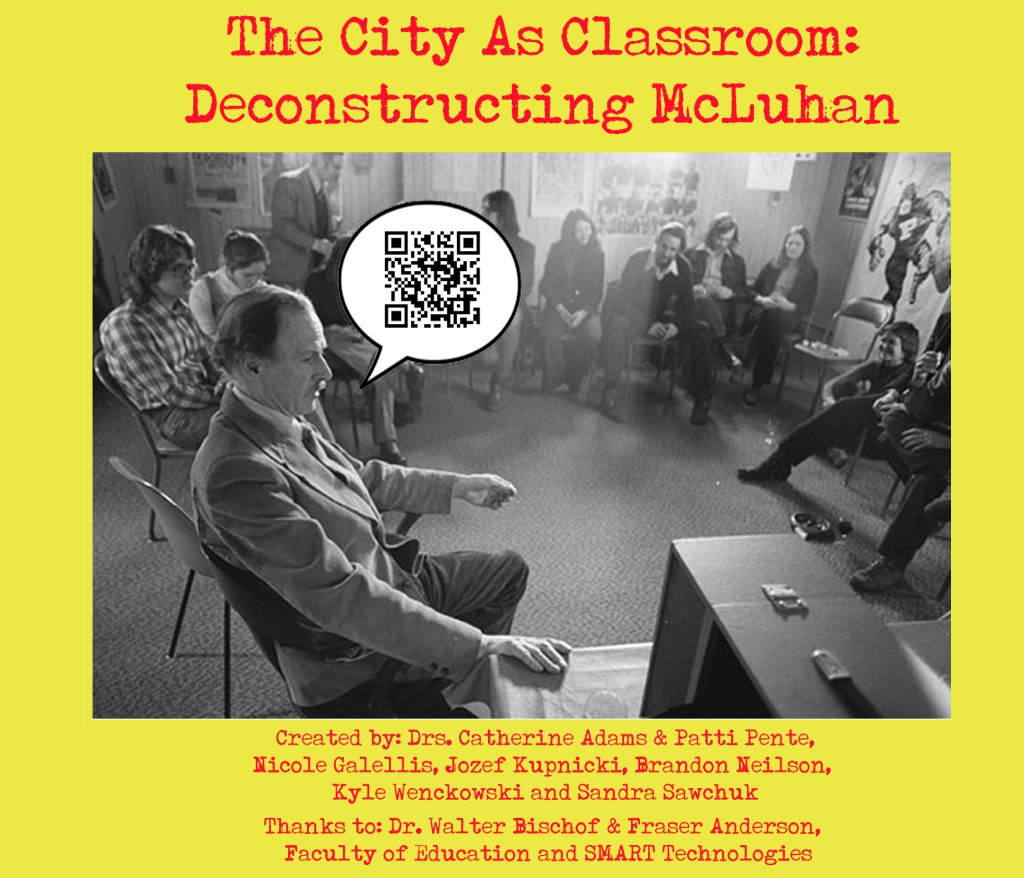 The City As Classroom:
Deconstructing McLuhan
Created by: Drs. Catherine Adams & Patti Pente,
Nicole Galellis, Jozef Kupnicki, Brandon Neilson,
Kyle Wenckowski and Sandra Sawchuk
Thanks to: Dr. Walter Bischof & Fraser Anderson,
Faculty of Education and SMART Technologies